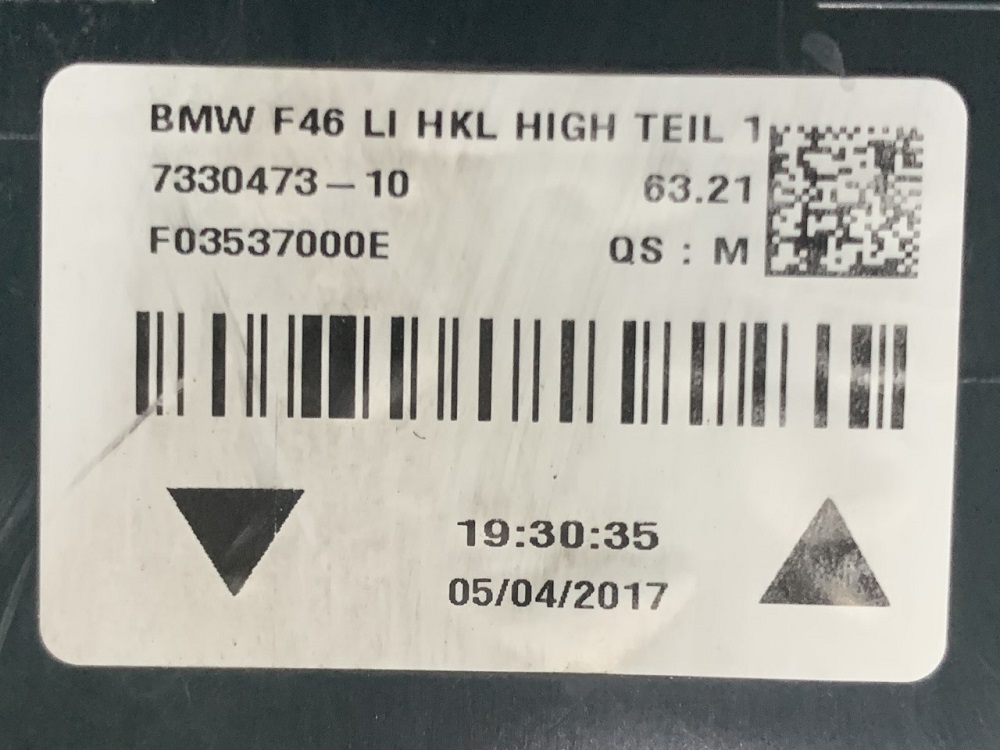 BMW F46 LI HKL HIGH TEIL 1
7330473-10 63.21
F03537000E QS : M
19:30:35
05/04/2017